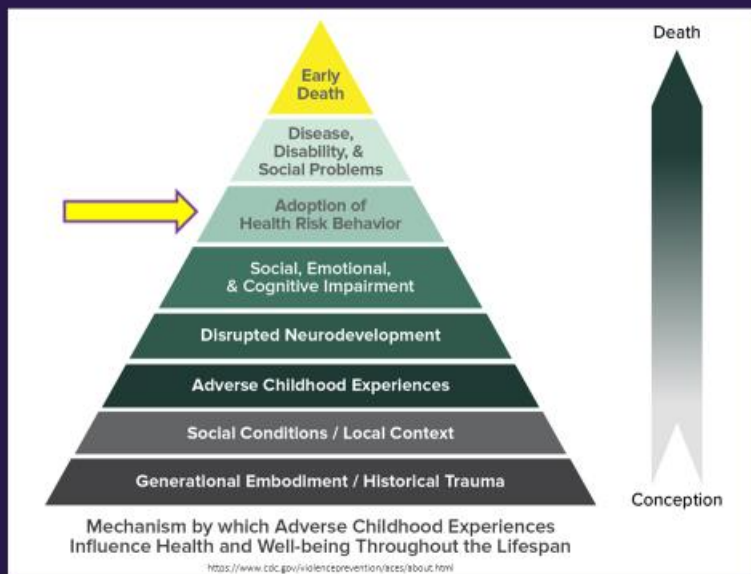 Death
Early
Death
Disease,
Disability, &
Social Problems
Adoption of
Health Risk Behavior
Social, Emotional,
& Cognitive Impairment
Disrupted Neurodevelopment
Adverse Childhood Experiences
Social Conditions / Local Context
Generational Embodiment / Historical Trauma
Conception
Mechanism by which Adverse Childhood Experiences
Influence Health and Well-being Throughout the Lifespan
https://www.cdc.gov/violenceprevention/aces/about.html